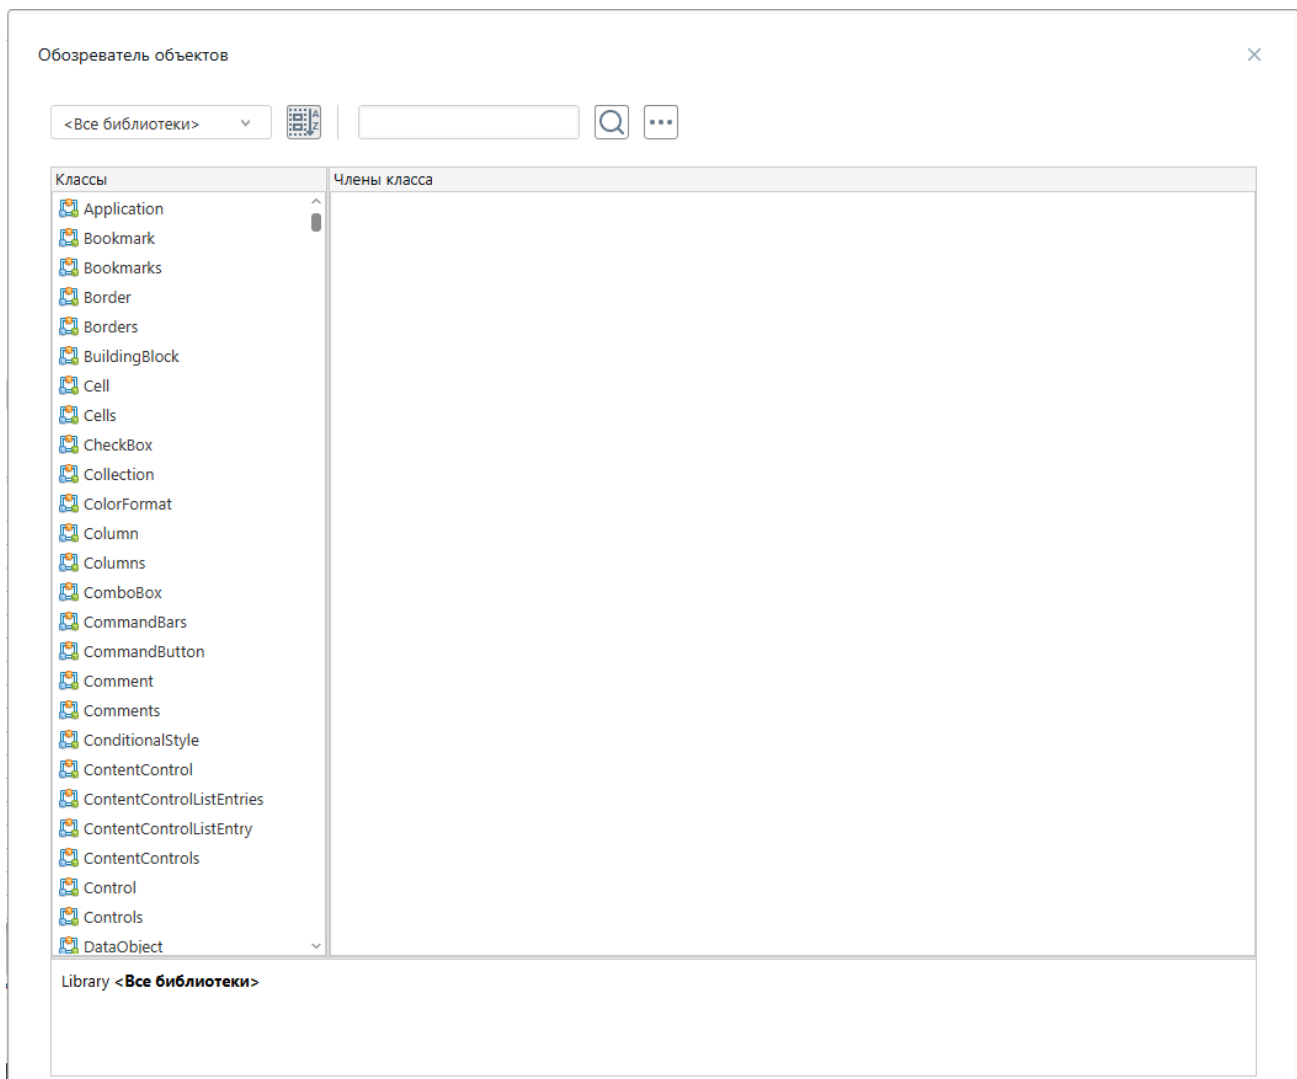 Обозреватель объектов
<Все библиотеки>
Классы
Члены класса
Application
Bookmark
Bookmarks
Border
Borders
BuildingBlock
Cell
Cells
CheckBox
Collection
ColorFormat
Column
Columns
ComboBox
CommandBars
CommandButton
Comment
Comments
ConditionalStyle
ContentControl
ContentControlListEntries
ContentControlListEntry
ContentControls
Control
Controls
DataObject
Library <Все библиотеки>